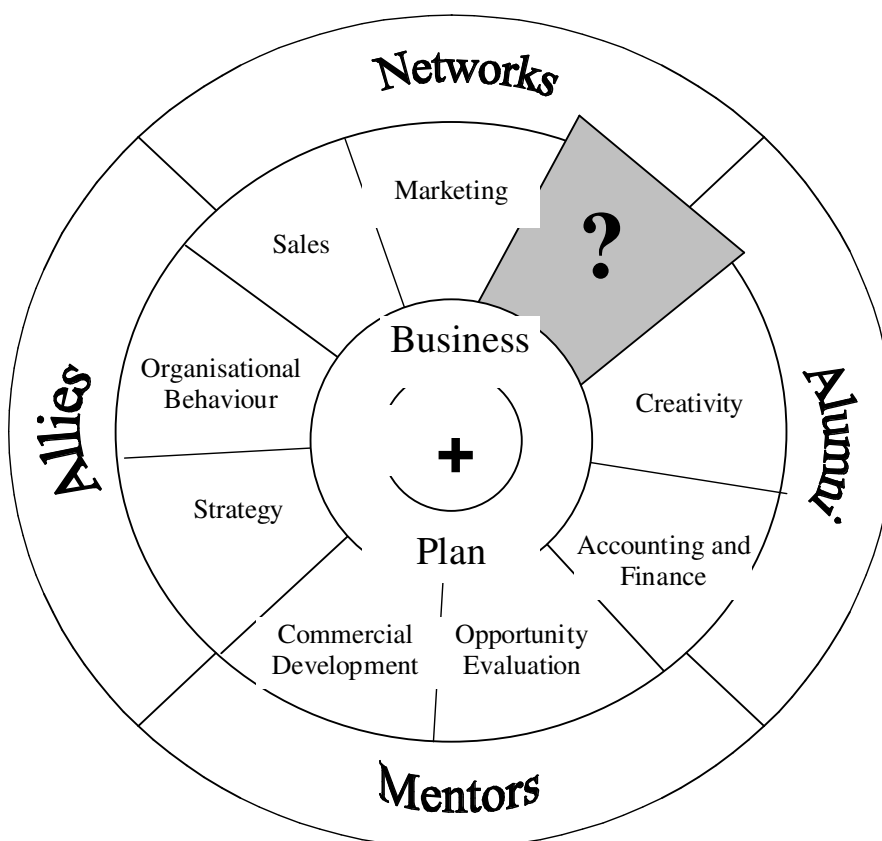 Networks
Marketing
?
Sales
Business
Organisational
Behaviour
Creativity
Allies
Alumni
+
Strategy
Plan
Accounting and
Finance
Commercial
Development
Opportunity
Evaluation
Mentors